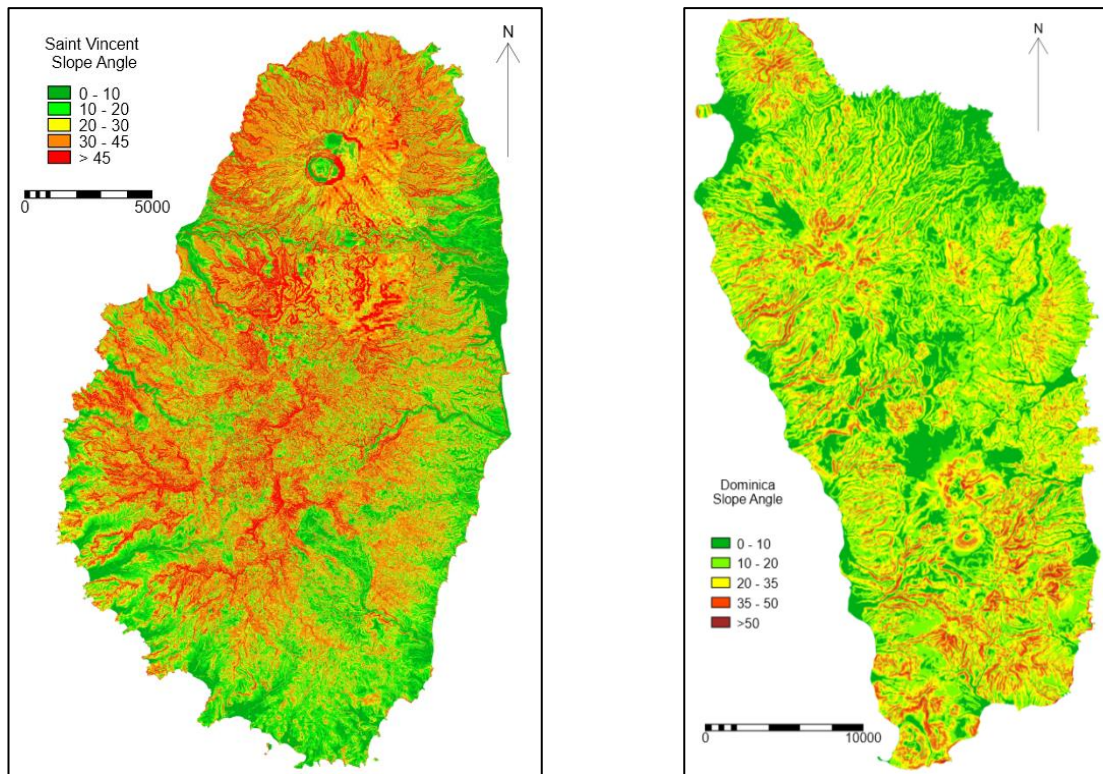 Saint Vincent
Slope Angle
0 - 10
10 - 20
20 - 30
30 - 45
> 45
0 5000
N
N
Dominica
Slope Angle
0 - 10
10 - 20
20 - 35
35 - 50
>50
0 10000